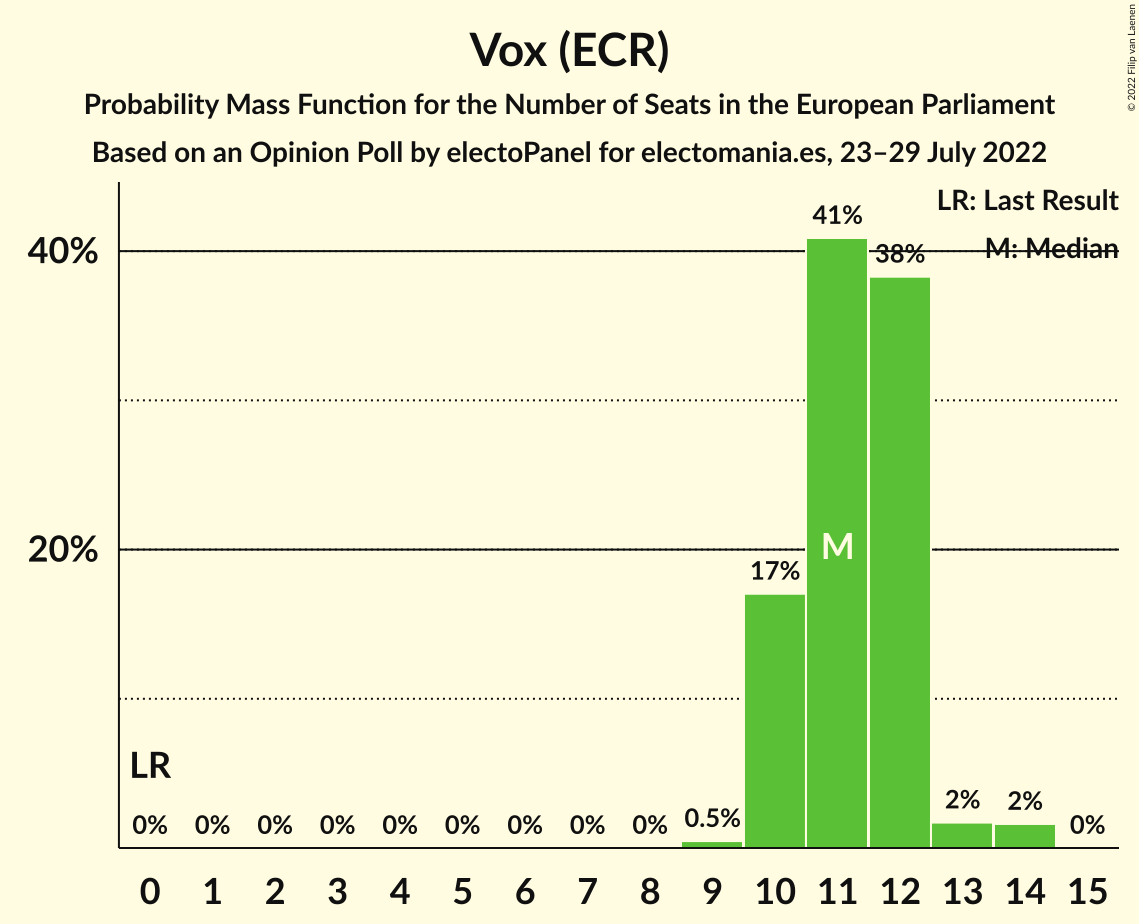 Vox (ECR)
Probability Mass Function for the Number of Seats in the European Parliament
Based on an Opinion Poll by electoPanel for electomania.es, 23–29 July 2022
© 2022 Filip van Laenen
LR: Last Result
M: Median
41%
40%
38%
20%
M
17%
LR
0% 0% 0% 0% 0% 0% 0% 0% 0% 0.5% 2% 2% 0%
0 1 2 3 4 5 6 7 8 9 10 11 12 13 14 15